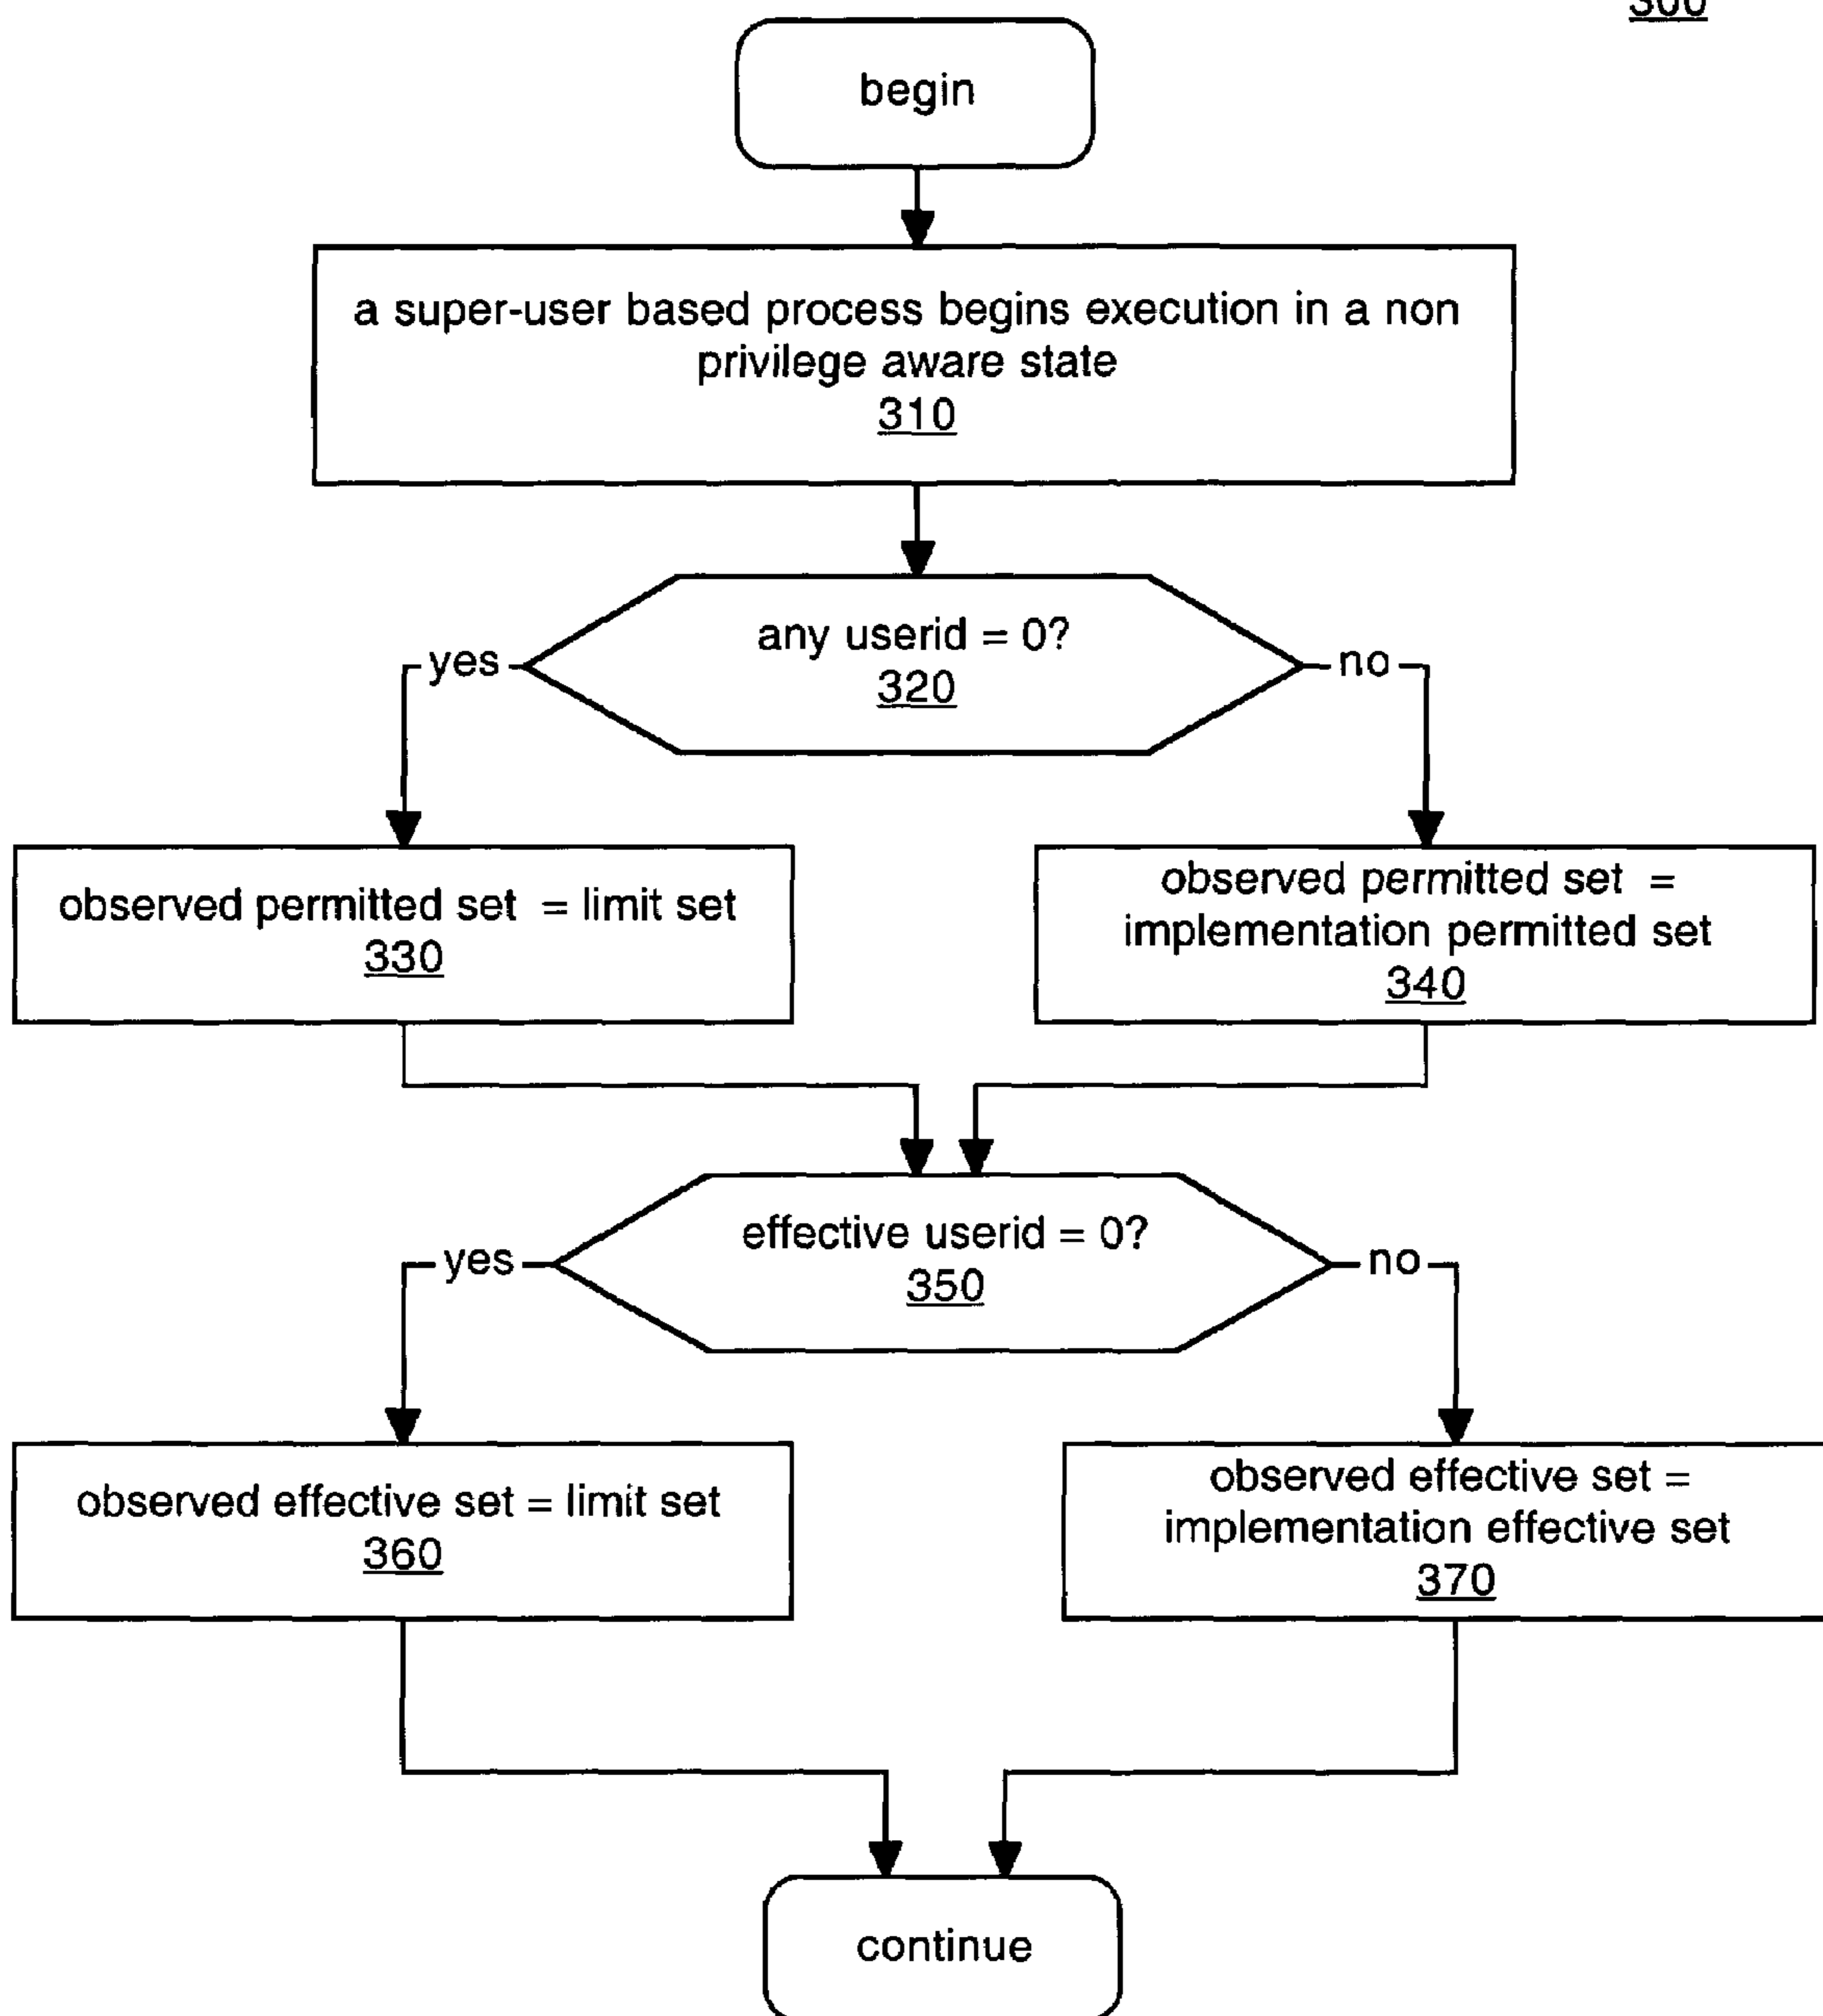 300
begin
a super-user based process begins execution in a non
privilege aware state
310
any userid = 0?
320
yes
no
observed permitted set = limit set
330
observed permitted set =
implementation permitted set
340
effective userid = 0?
350
yes
no
observed effective set = limit set
360
observed effective set =
implementation effective set
370
continue